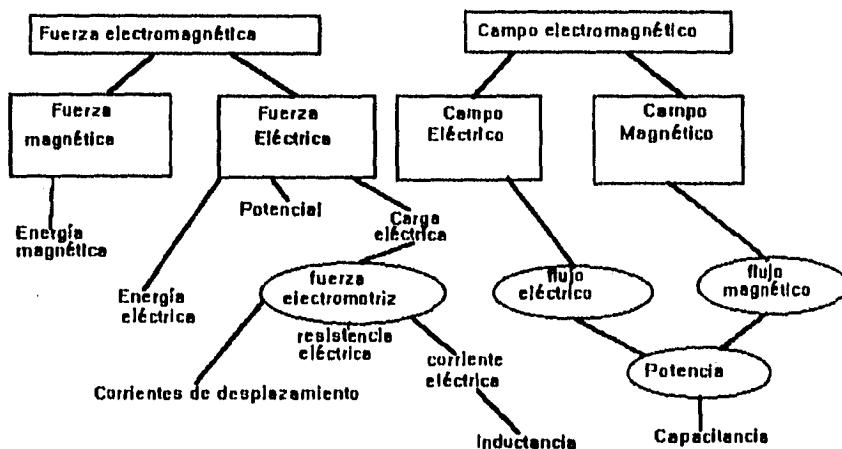 Fuerza electromagnética
Campo electromagnético
Fuerza
magnética
Fuerza
Eléctrica
Campo
Eléctrico
Campo
Magnético
Energía
magnética
Potencial
Carga
eléctrica
Energía
eléctrica
fuerza
electromotriz
flujo
eléctrico
flujo
magnético
resistencia
eléctrica
corriente
eléctrica
Potencia
Corrientes de desplazamiento
Inductancia
Capacitancia